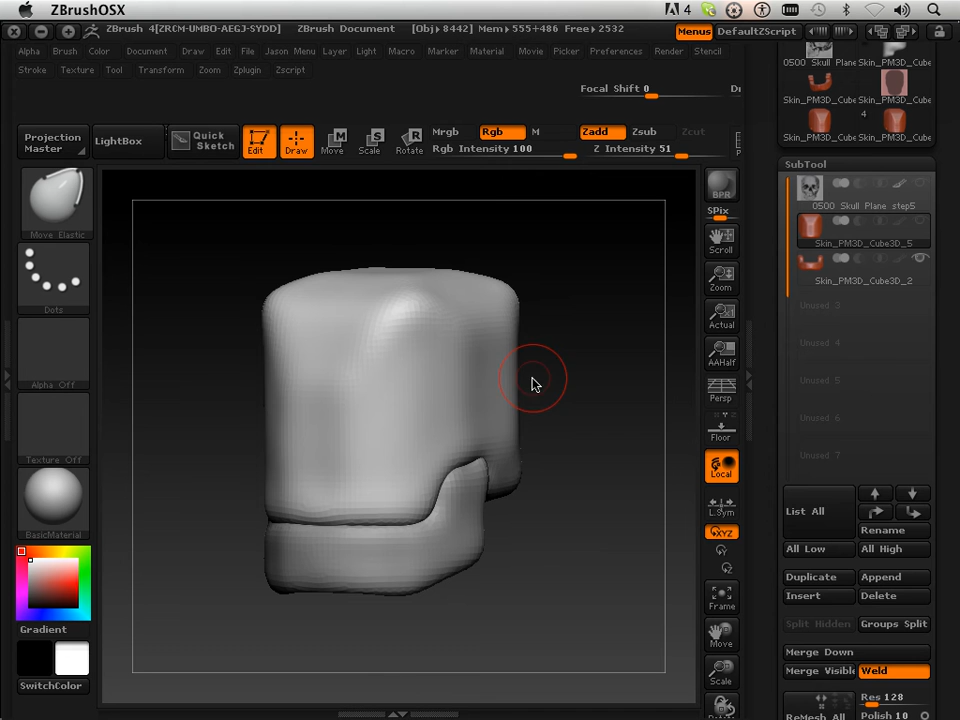 ZBrushOSX
4
ZBrush 4[ZRCM-UMBO-AEGJ-SYDD] ZBrush Document [Obj+8442] Mem+555+486 Free+2532 Menus DefaultZScript
Alpha Brush Color Document Draw Edit File Jason Menu Layer Light Macro Marker Material Movie Picker Preferences Render Stencil
Stroke Texture Tool Transform Zoom Zplugin Zscript
0500 Skull Plane Skin_PM3D_Cube
Focal Shift 0
Skin_PM3D_Cube Skin_PM3D_Cube
4
Skin_PM3D_Cube Skin_PM3D_Cube
Projection Master
LightBox
Quick Sketch
Edit Draw Move Scale Rotate
Mrgb Rgb M Zadd Zsub Zcut
Rgb Intensity 100 Z Intensity 51
SubTool
0500 Skull Plane step5
Skin_PM3D_Cube3D_5
Skin_PM3D_Cube3D_2
Unused 3
Unused 4
Unused 5
Unused 6
Unused 7
Move Elastic
Dots
Alpha Off
Texture Off
BasicMaterial
Gradient
SwitchColor
BPR
SPix
Scroll
Zoom
Actual
AAHalf
Persp
Floor
Local
L.Sym
XYZ
Frame
Move
Scale
List All
Rename
All Low All High
Duplicate Append
Insert Delete
Split Hidden Groups Split
Merge Down
Merge Visible Weld
ReMesh All
Res 128
Polish 10